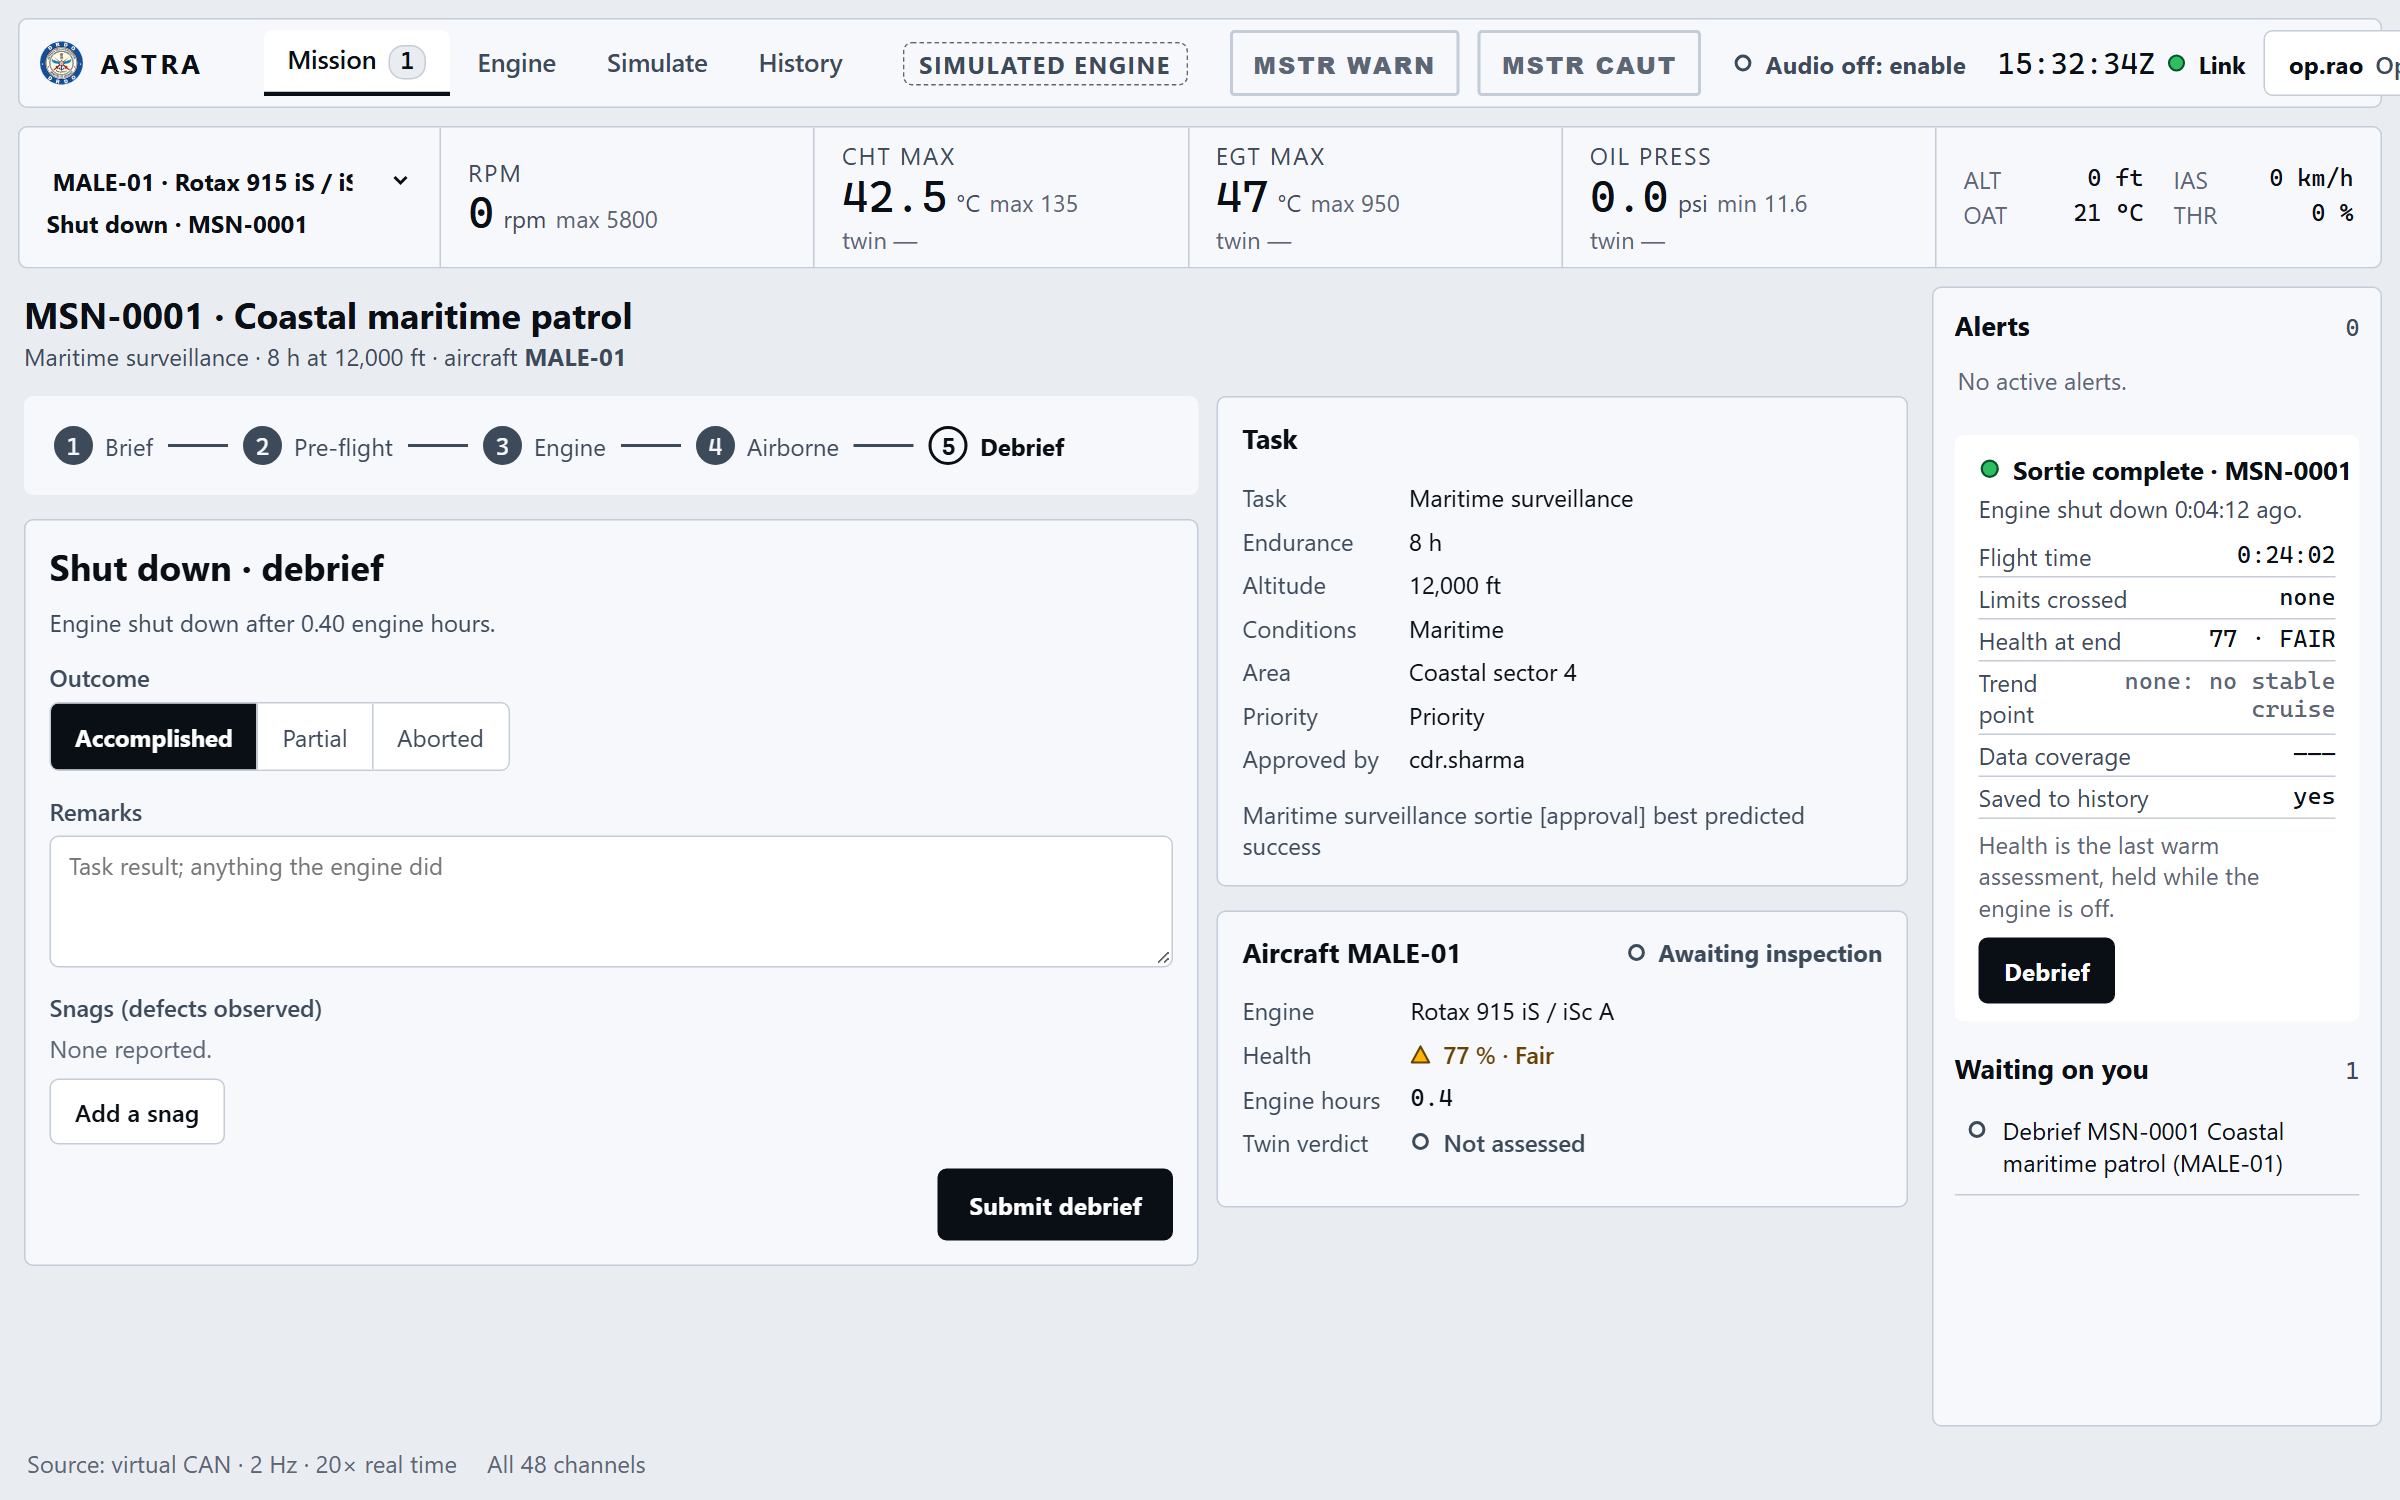 ASTRA
Mission 1
Engine
Simulate
History
SIMULATED ENGINE
MSTR WARN
MSTR CAUT
Audio off: enable
15:32:34Z
Link
op.rao
MALE-01 · Rotax 915 iS / iS
Shut down · MSN-0001
RPM
0 rpm max 5800
CHT MAX
42.5 °C max 135
twin —
EGT MAX
47 °C max 950
twin —
OIL PRESS
0.0 psi min 11.6
twin —
ALT 0 ft IAS 0 km/h
OAT 21 °C THR 0 %
MSN-0001 · Coastal maritime patrol
Maritime surveillance · 8 h at 12,000 ft · aircraft MALE-01
1 Brief
2 Pre-flight
3 Engine
4 Airborne
5 Debrief
Shut down · debrief
Engine shut down after 0.40 engine hours.
Outcome
Accomplished
Partial
Aborted
Remarks
Task result; anything the engine did
Snags (defects observed)
None reported.
Add a snag
Submit debrief
Task
Task Maritime surveillance
Endurance 8 h
Altitude 12,000 ft
Conditions Maritime
Area Coastal sector 4
Priority Priority
Approved by cdr.sharma
Maritime surveillance sortie [approval] best predicted
success
Aircraft MALE-01
Awaiting inspection
Engine Rotax 915 iS / iSc A
Health 77 % · Fair
Engine hours 0.4
Twin verdict Not assessed
Alerts 0
No active alerts.
Sortie complete · MSN-0001
Engine shut down 0:04:12 ago.
Flight time 0:24:02
Limits crossed none
Health at end 77 · FAIR
Trend point none: no stable cruise
Data coverage ———
Saved to history yes
Health is the last warm
assessment, held while the
engine is off.
Debrief
Waiting on you 1
Debrief MSN-0001 Coastal
maritime patrol (MALE-01)
Source: virtual CAN · 2 Hz · 20× real time
All 48 channels